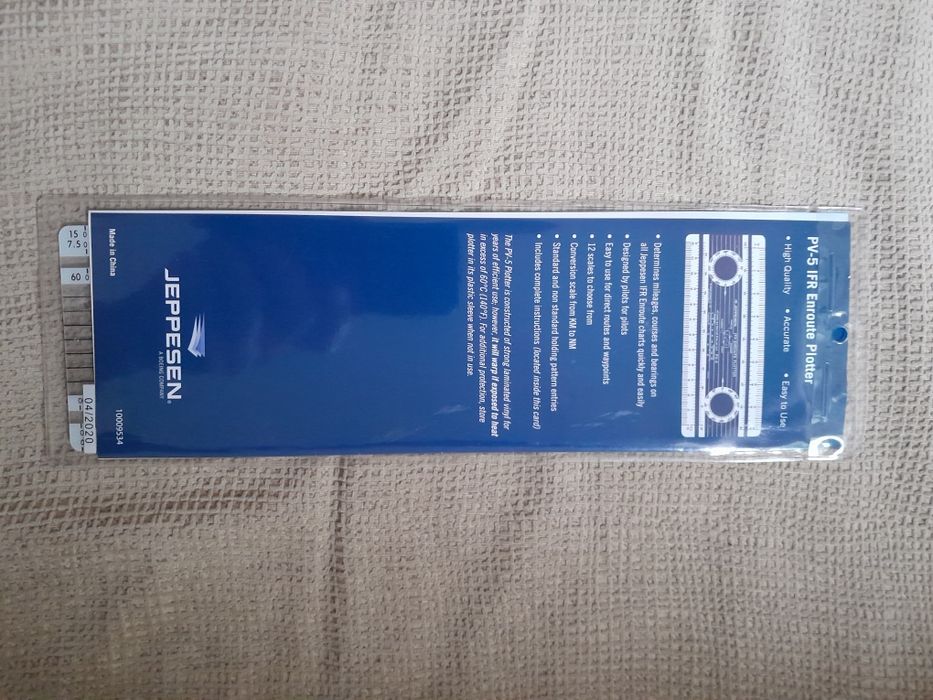 PV-5 IFR Enroute Plotter
• High Quality • Accurate • Easy to Use
• Determines mileages, courses and bearings on
all Jeppesen IFR Enroute charts quickly and easily
• Designed by pilots for pilots
• Easy to use for direct routes and waypoints
• 12 scales to choose from
• Conversion scale from KM to NM
• Standard and non standard holding pattern entries
• Includes complete instructions (located inside this card)
The PV-5 Plotter is constructed of strong laminated vinyl for
years of efficient use; however, it will warp if exposed to heat
in excess of 60°C (140°F). For additional protection, store
plotter in its plastic sleeve when not in use.
JEPPESEN®
A BOEING COMPANY
Made in China
10009534
15 0
7.5 0
60
04/2020